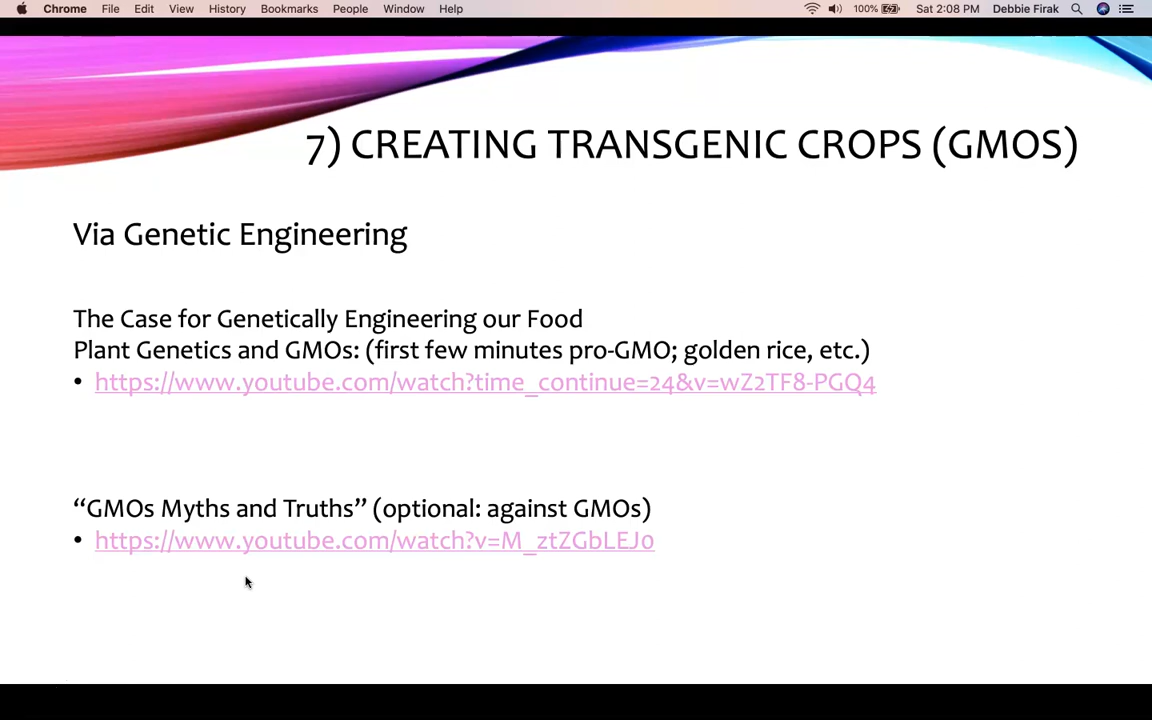 Chrome File Edit View History Bookmarks People Window Help 100% Sat 2:08 PM Debbie Firak
7) CREATING TRANSGENIC CROPS (GMOS)
Via Genetic Engineering
The Case for Genetically Engineering our Food
Plant Genetics and GMOs: (first few minutes pro-GMO; golden rice, etc.)
• https://www.youtube.com/watch?time_continue=24&v=wZ2TF8-PGQ4
“GMOs Myths and Truths” (optional: against GMOs)
• https://www.youtube.com/watch?v=M_ztZGbLEJ0